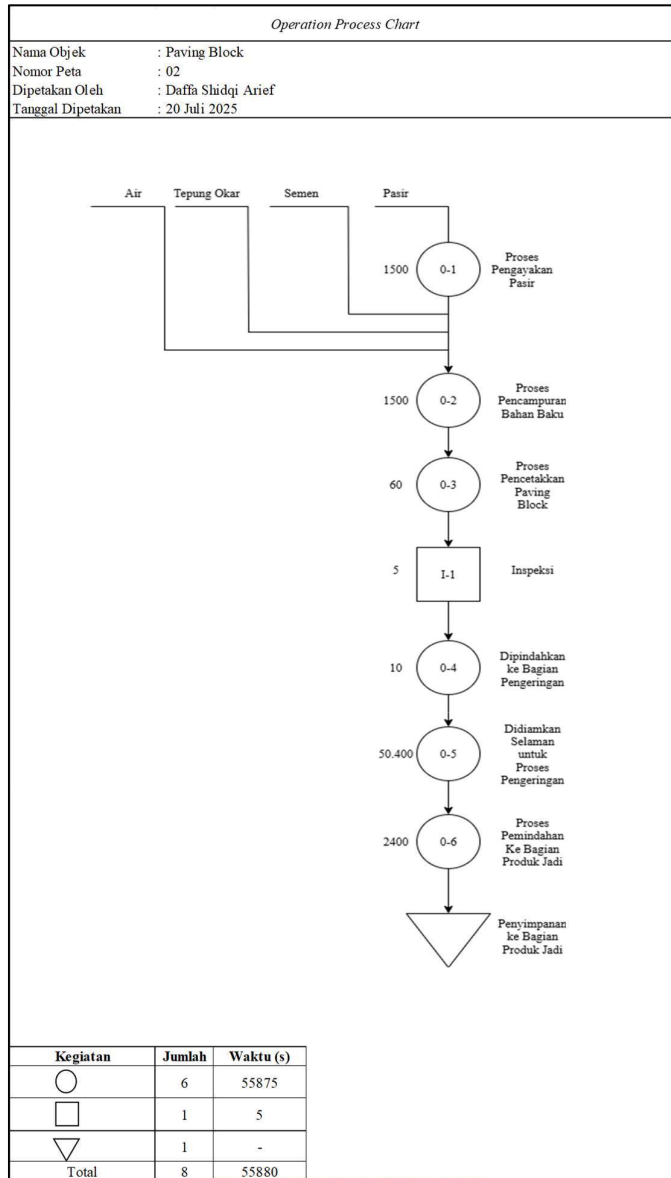 Operation Process Chart
Nama Objek : Paving Block
Nomor Peta : 02
Dipetakan Oleh : Daffa Shidqi Arief
Tanggal Dipetakan : 20 Juli 2025
Air Tepung Okar Semen Pasir
1500 0-1 Proses
Pengayakan
Pasir
1500 0-2 Proses
Pencampuran
Bahan Baku
60 0-3 Proses
Pencetakkan
Paving
Block
5 I-1 Inspeksi
10 0-4 Dipindahkan
ke Bagian
Pengeringan
50.400 0-5 Didiamkan
Selaman
untuk
Proses
Pengeringan
2400 0-6 Proses
Pemindahan
Ke Bagian
Produk Jadi
Penyimpanan
ke Bagian
Produk Jadi
Kegiatan Jumlah Waktu (s)
6 55875
1 5
1 -
Total 8 55880